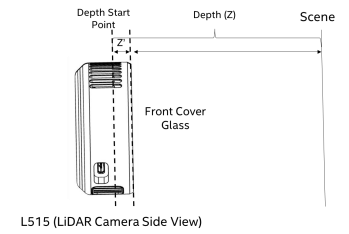 Depth Start
Point
Depth (Z)
Scene
Z'
Front Cover
Glass
L515 (LiDAR Camera Side View)